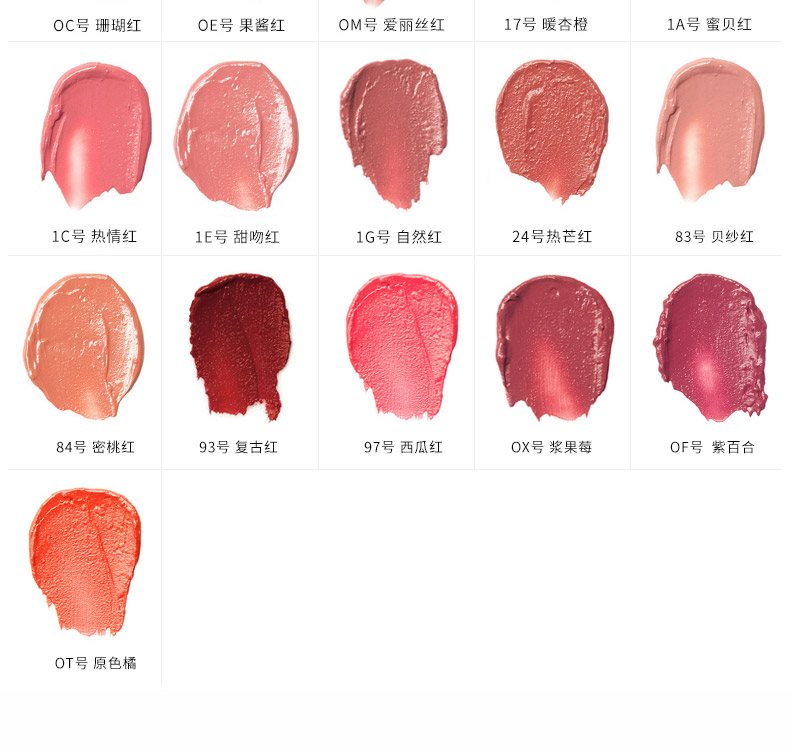 OC号 珊瑚红
OE号 果酱红
OM号 爱丽丝红
17号 暖杏橙
1A号 蜜贝红
1C号 热情红
1E号 甜吻红
1G号 自然红
24号热芒红
83号 贝纱红
84号 密桃红
93号 复古红
97号 西瓜红
OX号 浆果莓
OF号 紫百合
OT号 原色橘